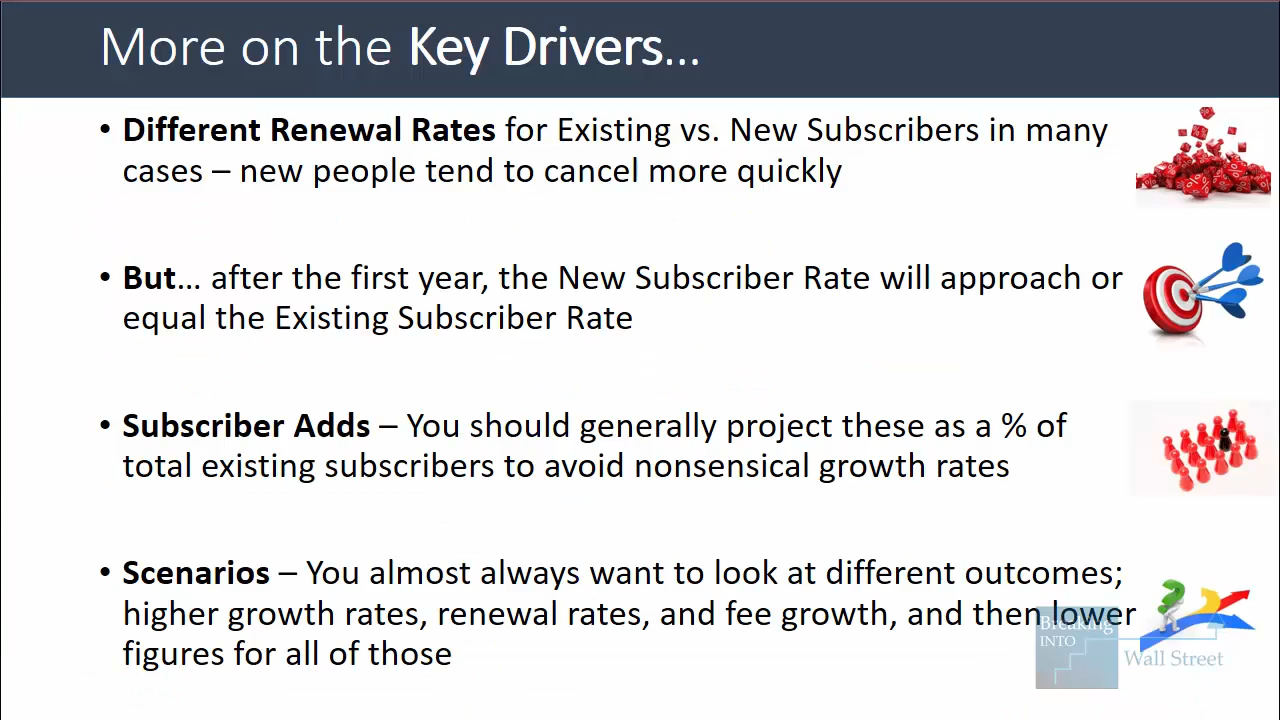 More on the Key Drivers...
• Different Renewal Rates for Existing vs. New Subscribers in many
cases – new people tend to cancel more quickly
• But... after the first year, the New Subscriber Rate will approach or
equal the Existing Subscriber Rate
• Subscriber Adds – You should generally project these as a % of
total existing subscribers to avoid nonsensical growth rates
• Scenarios – You almost always want to look at different outcomes;
higher growth rates, renewal rates, and fee growth, and then lower
figures for all of those
Breaking
INTO
Wall Street